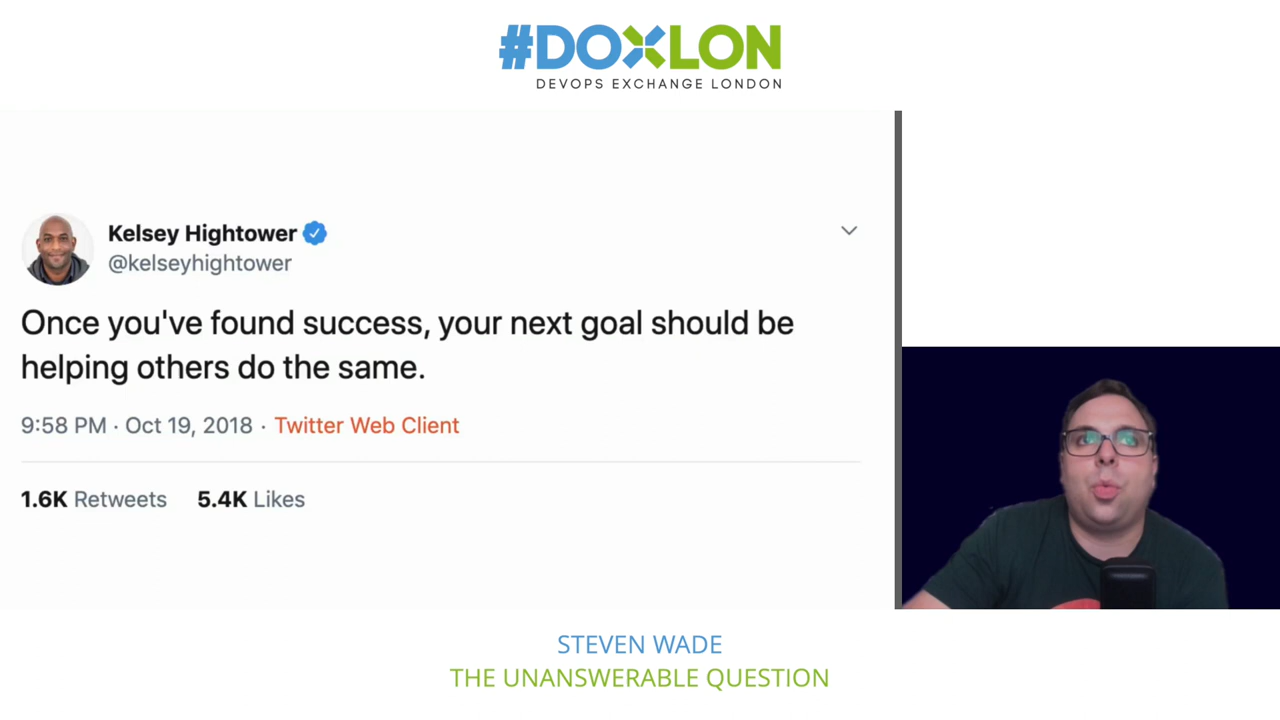 #DOXLON
DEVOPS EXCHANGE LONDON
Kelsey Hightower
@kelseyhightower
Once you've found success, your next goal should be
helping others do the same.
9:58 PM · Oct 19, 2018 · Twitter Web Client
1.6K Retweets 5.4K Likes
STEVEN WADE
THE UNANSWERABLE QUESTION